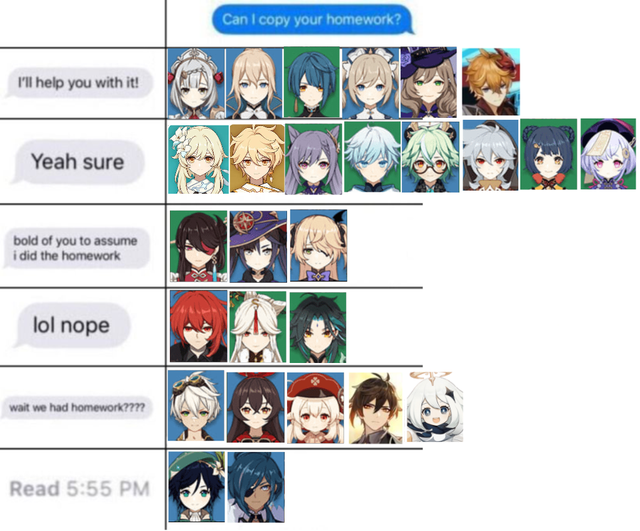 Can I copy your homework?
I'll help you with it!
Yeah sure
bold of you to assume
i did the homework
lol nope
wait we had homework????
Read 5:55 PM